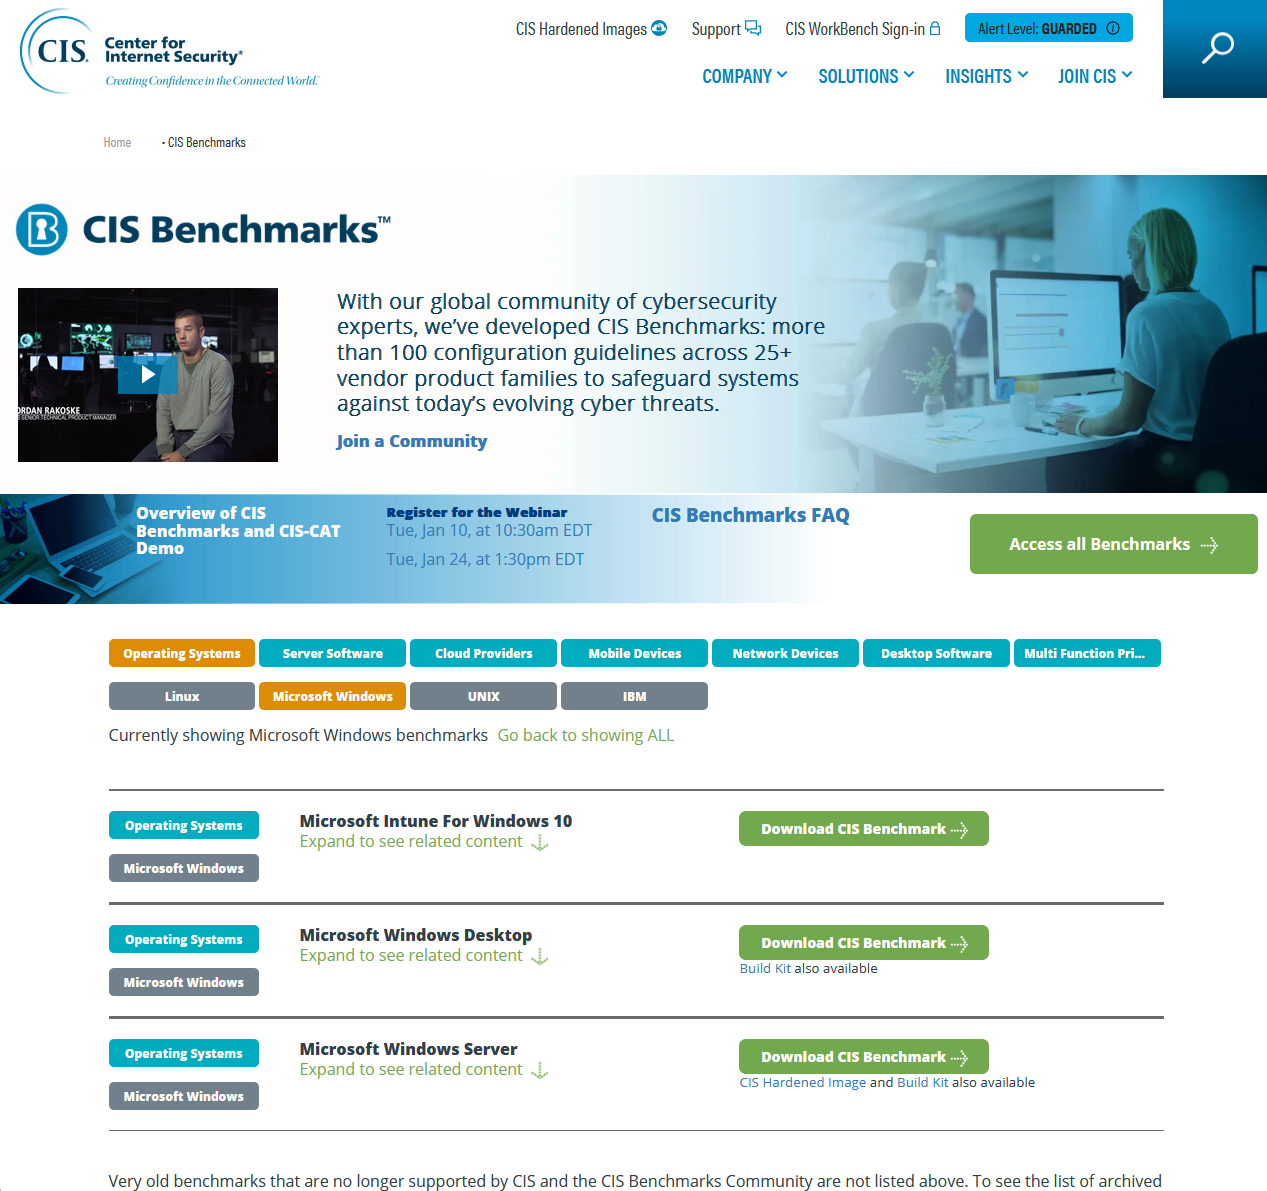 CIS Hardened Images Support CIS WorkBench Sign-in Alert Level: GUARDED
CIS. Center for
Internet Security®
Creating Confidence in the Connected World.™
COMPANY SOLUTIONS INSIGHTS JOIN CIS
Home • CIS Benchmarks
B CIS Benchmarks™
ORDAN RAKOSKE
SENIOR TECHNICAL PRODUCT MANAGER
With our global community of cybersecurity
experts, we’ve developed CIS Benchmarks: more
than 100 configuration guidelines across 25+
vendor product families to safeguard systems
against today’s evolving cyber threats.
Join a Community
Overview of CIS
Benchmarks and CIS-CAT
Demo
Register for the Webinar
Tue, Jan 10, at 10:30am EDT
Tue, Jan 24, at 1:30pm EDT
CIS Benchmarks FAQ
Access all Benchmarks
Operating Systems Server Software Cloud Providers Mobile Devices Network Devices Desktop Software Multi Function Pri...
Linux Microsoft Windows UNIX IBM
Currently showing Microsoft Windows benchmarks Go back to showing ALL
Operating Systems
Microsoft Windows
Microsoft Intune For Windows 10
Expand to see related content
Download CIS Benchmark
Operating Systems
Microsoft Windows
Microsoft Windows Desktop
Expand to see related content
Download CIS Benchmark
Build Kit also available
Operating Systems
Microsoft Windows
Microsoft Windows Server
Expand to see related content
Download CIS Benchmark
CIS Hardened Image and Build Kit also available
Very old benchmarks that are no longer supported by CIS and the CIS Benchmarks Community are not listed above. To see the list of archived